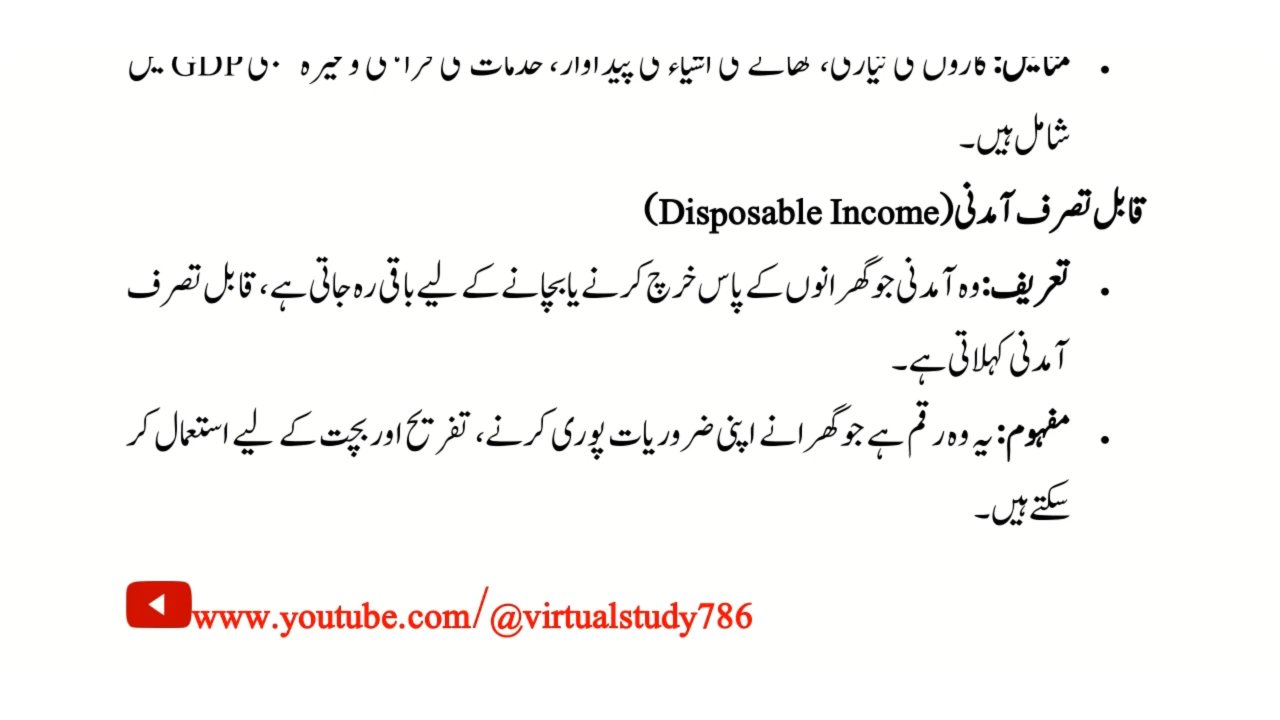 مثالیں: کاروں کی تیاری، کھانے کی اشیاء کی پیداوار، خدمات کی فراہمی وغیرہ بھی GDP میں
شامل ہیں۔
قابل تصرف آمدنی(Disposable Income)
تعریف: وہ آمدنی جو گھرانوں کے پاس خرچ کرنے یا بچانے کے لیے باقی رہ جاتی ہے، قابل تصرف
آمدنی کہلاتی ہے۔
مفہوم: یہ وہ رقم ہے جو گھرانے اپنی ضروریات پوری کرنے، تفریح اور بچت کے لیے استعمال کر
سکتے ہیں۔
www.youtube.com/@virtualstudy786